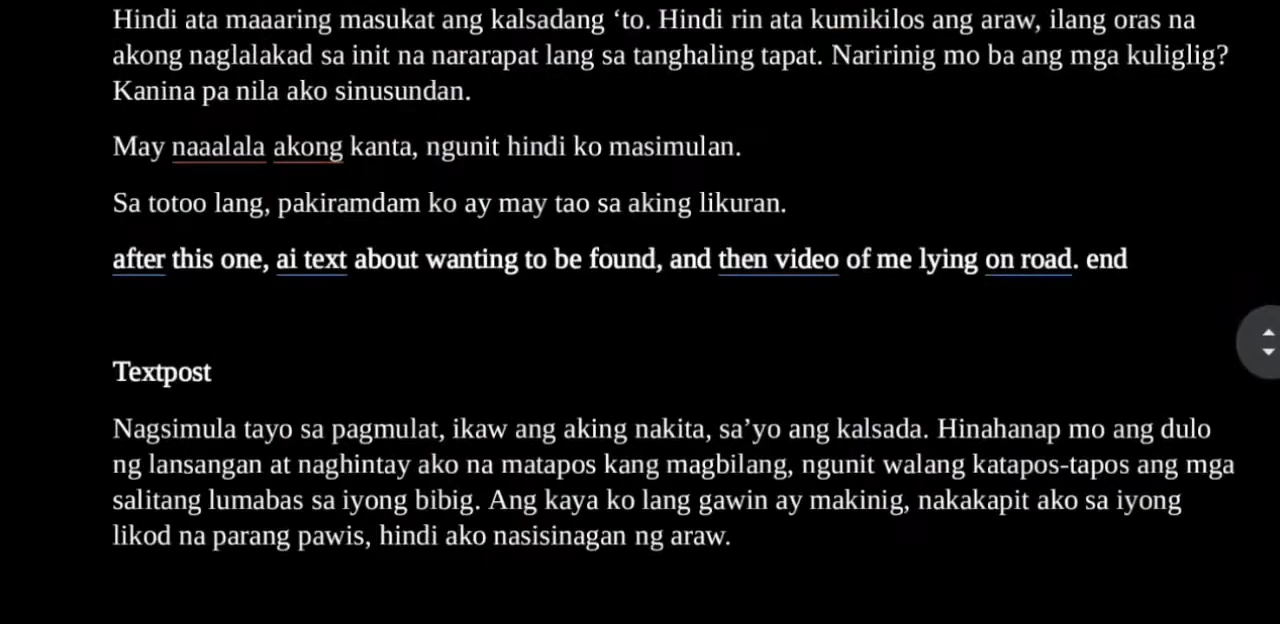 Hindi ata maaaring masukat ang kalsadang ‘to. Hindi rin ata kumikilos ang araw, ilang oras na
akong naglalakad sa init na nararapat lang sa tanghaling tapat. Naririnig mo ba ang mga kuliglig?
Kanina pa nila ako sinusundan.
May naaalala akong kanta, ngunit hindi ko masimulan.
Sa totoo lang, pakiramdam ko ay may tao sa aking likuran.
after this one, ai text about wanting to be found, and then video of me lying on road. end
Textpost
Nagsimula tayo sa pagmulat, ikaw ang aking nakita, sa’yo ang kalsada. Hinahanap mo ang dulo
ng lansangan at naghintay ako na matapos kang magbilang, ngunit walang katapos-tapos ang mga
salitang lumabas sa iyong bibig. Ang kaya ko lang gawin ay makinig, nakakapit ako sa iyong
likod na parang pawis, hindi ako nasisinagan ng araw.